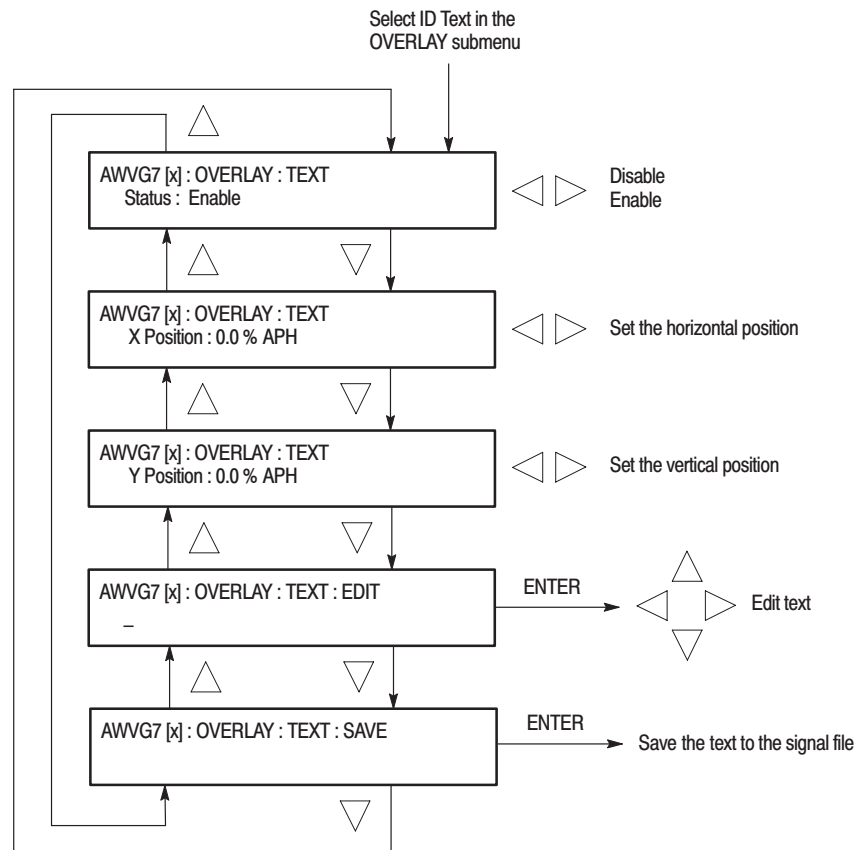 Select ID Text in the
OVERLAY submenu
AWVG7 [x] : OVERLAY : TEXT
Status : Enable
Disable
Enable
AWVG7 [x] : OVERLAY : TEXT
X Position : 0.0 % APH
Set the horizontal position
AWVG7 [x] : OVERLAY : TEXT
Y Position : 0.0 % APH
Set the vertical position
AWVG7 [x] : OVERLAY : TEXT : EDIT
_
ENTER
Edit text
AWVG7 [x] : OVERLAY : TEXT : SAVE
ENTER
Save the text to the signal file